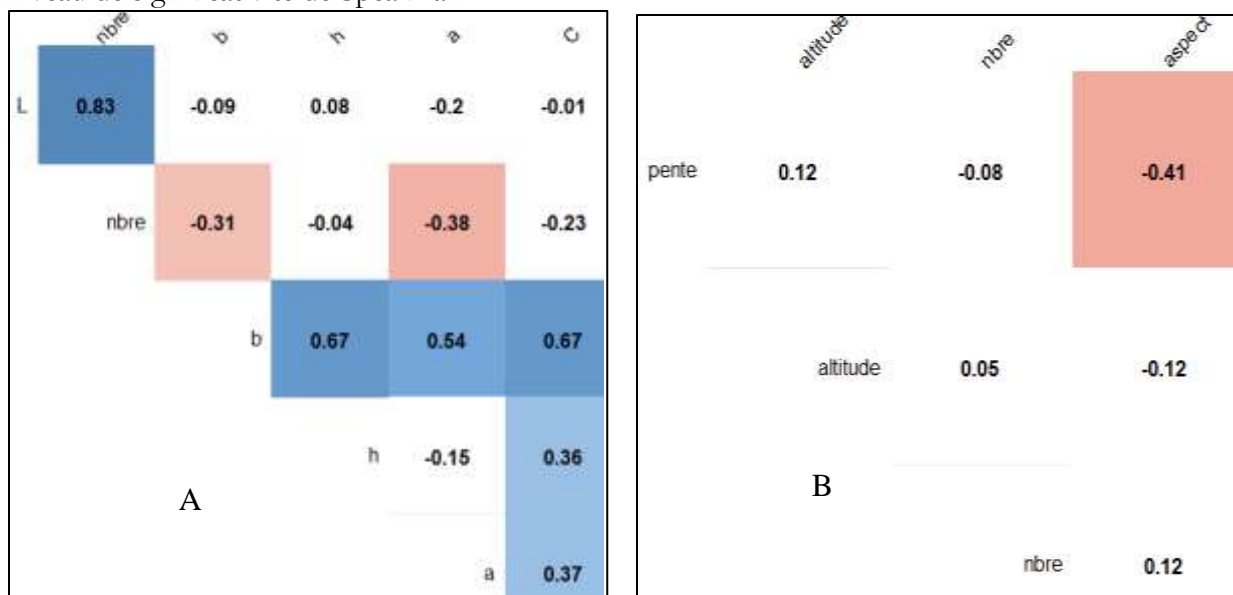 nbre b h a C
L 0.83 -0.09 0.08 -0.2 -0.01
nbre -0.31 -0.04 -0.38 -0.23
b 0.67 0.54 0.67
h -0.15 0.36
A
a 0.37
altitude nbre aspect
pente 0.12 -0.08 -0.41
altitude 0.05 -0.12
B
nbre 0.12